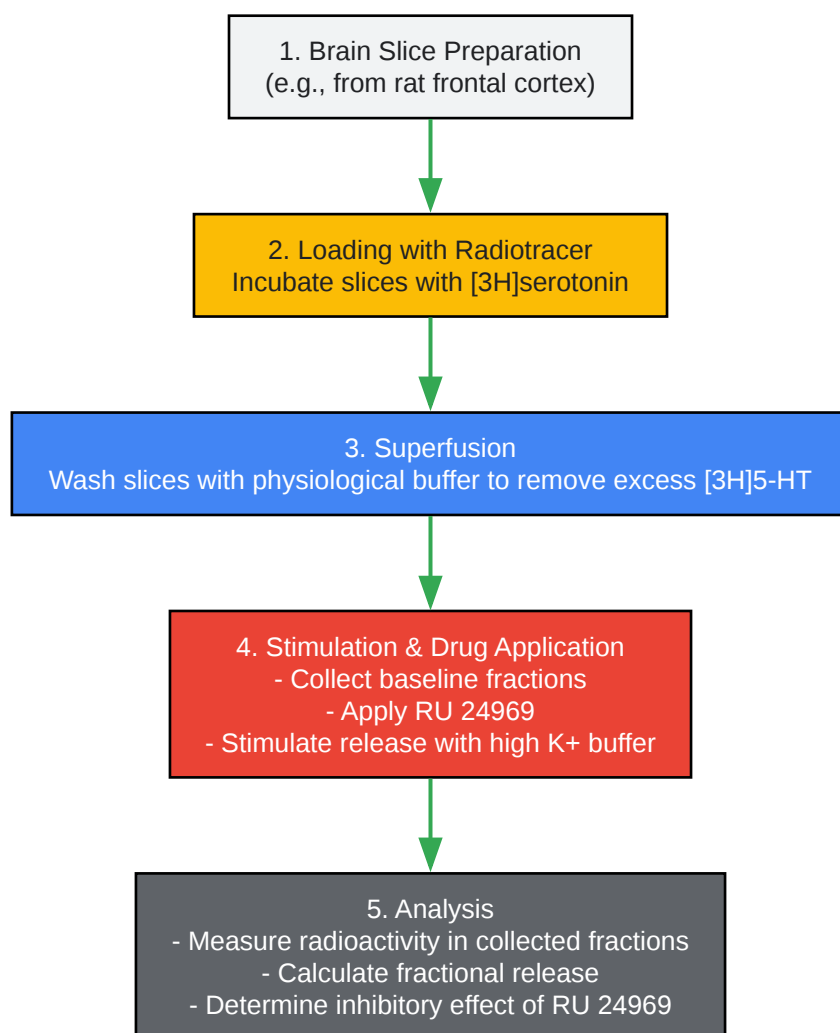 1. Brain Slice Preparation
(e.g., from rat frontal cortex)
2. Loading with Radiotracer
Incubate slices with [3H]serotonin
3. Superfusion
Wash slices with physiological buffer to remove excess [3H]5-HT
4. Stimulation & Drug Application
- Collect baseline fractions
- Apply RU 24969
- Stimulate release with high K+ buffer
5. Analysis
- Measure radioactivity in collected fractions
- Calculate fractional release
- Determine inhibitory effect of RU 24969